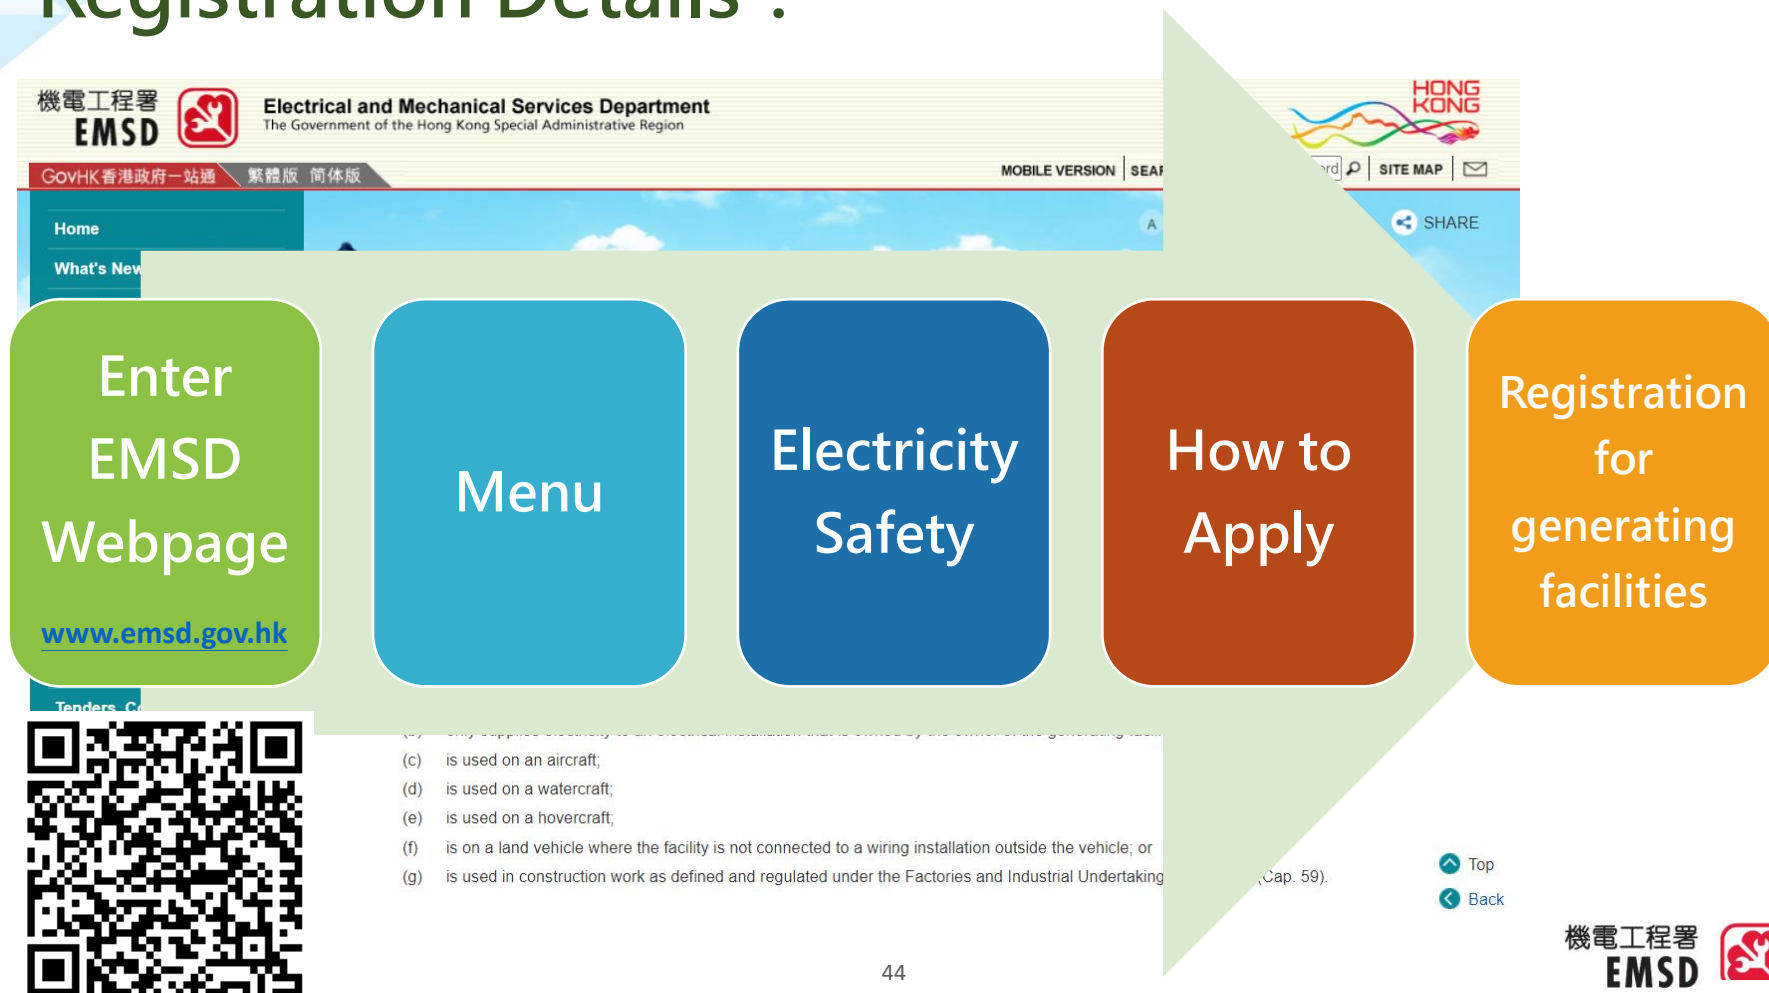 Registration Details :
機電工程署
EMSD
Electrical and Mechanical Services Department
The Government of the Hong Kong Special Administrative Region
HONG
KONG
GovHK香港政府一站通 繁體版 简体版
MOBILE VERSION
SITE MAP
Home
A
SHARE
What's New
Enter
EMSD
Webpage
www.emsd.gov.hk
Menu
Electricity
Safety
How to
Apply
Registration
for
generating
facilities
Tenders,
(c) is used on an aircraft;
(d) is used on a watercraft;
(e) is used on a hovercraft;
(f) is on a land vehicle where the facility is not connected to a wiring installation outside the vehicle; or
(g) is used in construction work as defined and regulated under the Factories and Industrial Undertaking (Cap. 59).
Top
Back
44
機電工程署
EMSD